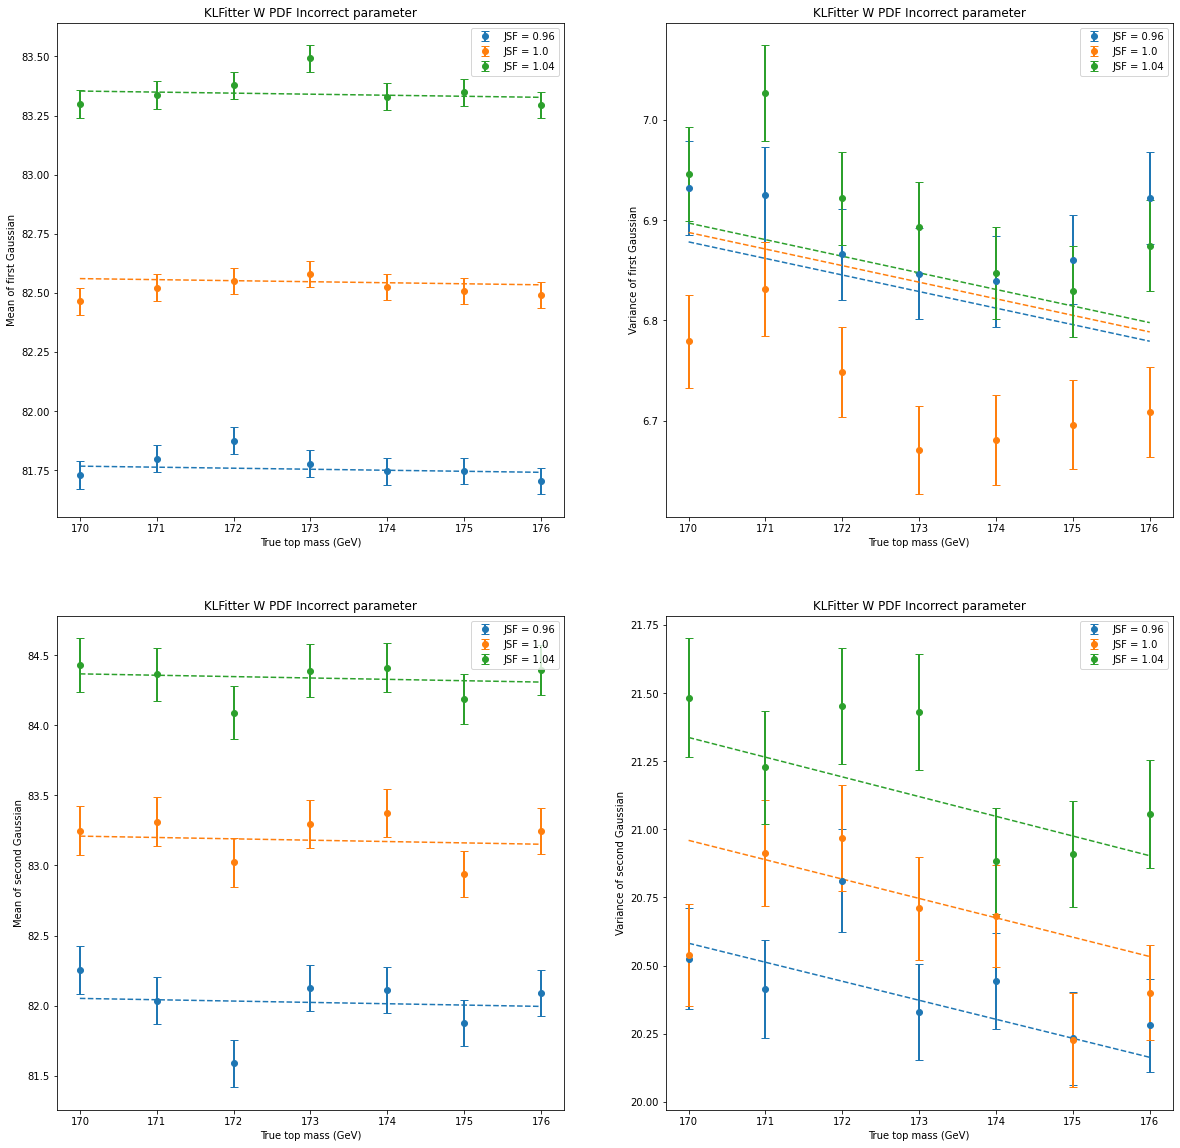 KLFitter W PDF Incorrect parameter
Mean of first Gaussian
83.50
83.25
83.00
82.75
82.50
82.25
82.00
81.75
JSF = 0.96
JSF = 1.0
JSF = 1.04
170 171 172 173 174 175 176
True top mass (GeV)
KLFitter W PDF Incorrect parameter
Variance of first Gaussian
7.0
6.9
6.8
6.7
JSF = 0.96
JSF = 1.0
JSF = 1.04
170 171 172 173 174 175 176
True top mass (GeV)
KLFitter W PDF Incorrect parameter
Mean of second Gaussian
84.5
84.0
83.5
83.0
82.5
82.0
81.5
JSF = 0.96
JSF = 1.0
JSF = 1.04
170 171 172 173 174 175 176
True top mass (GeV)
KLFitter W PDF Incorrect parameter
Variance of second Gaussian
21.75
21.50
21.25
21.00
20.75
20.50
20.25
20.00
JSF = 0.96
JSF = 1.0
JSF = 1.04
170 171 172 173 174 175 176
True top mass (GeV)